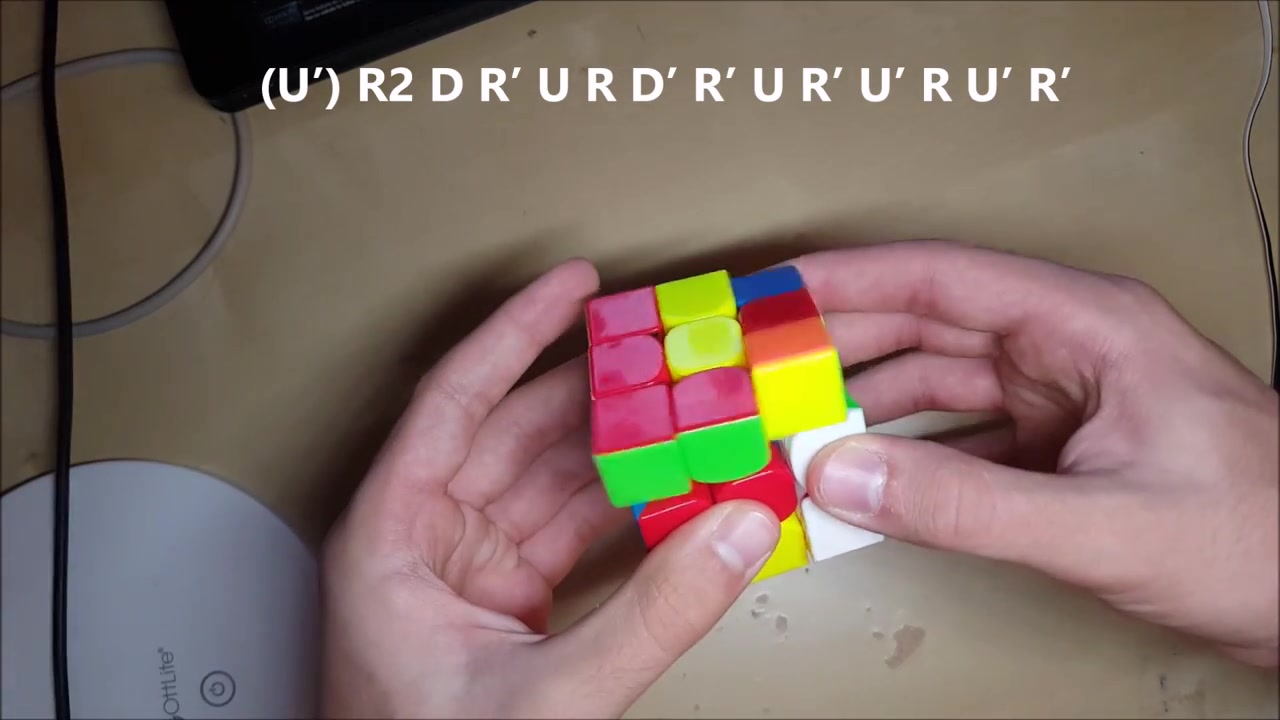 (U’) R2 D R’ U R D’ R’ U R’ U’ R U’ R’
OttLite®